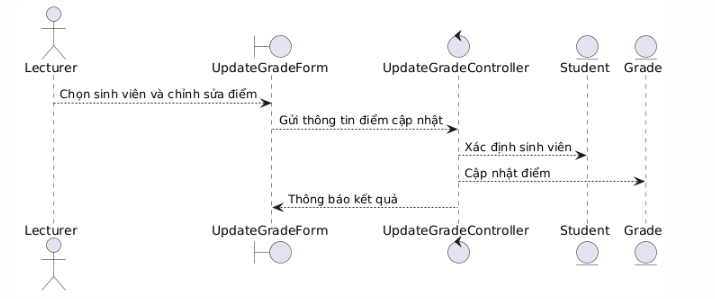 Lecturer
UpdateGradeForm
UpdateGradeController
Student
Grade
Chọn sinh viên và chỉnh sửa điểm
Gửi thông tin điểm cập nhật
Xác định sinh viên
Cập nhật điểm
Thông báo kết quả
Lecturer
UpdateGradeForm
UpdateGradeController
Student
Grade